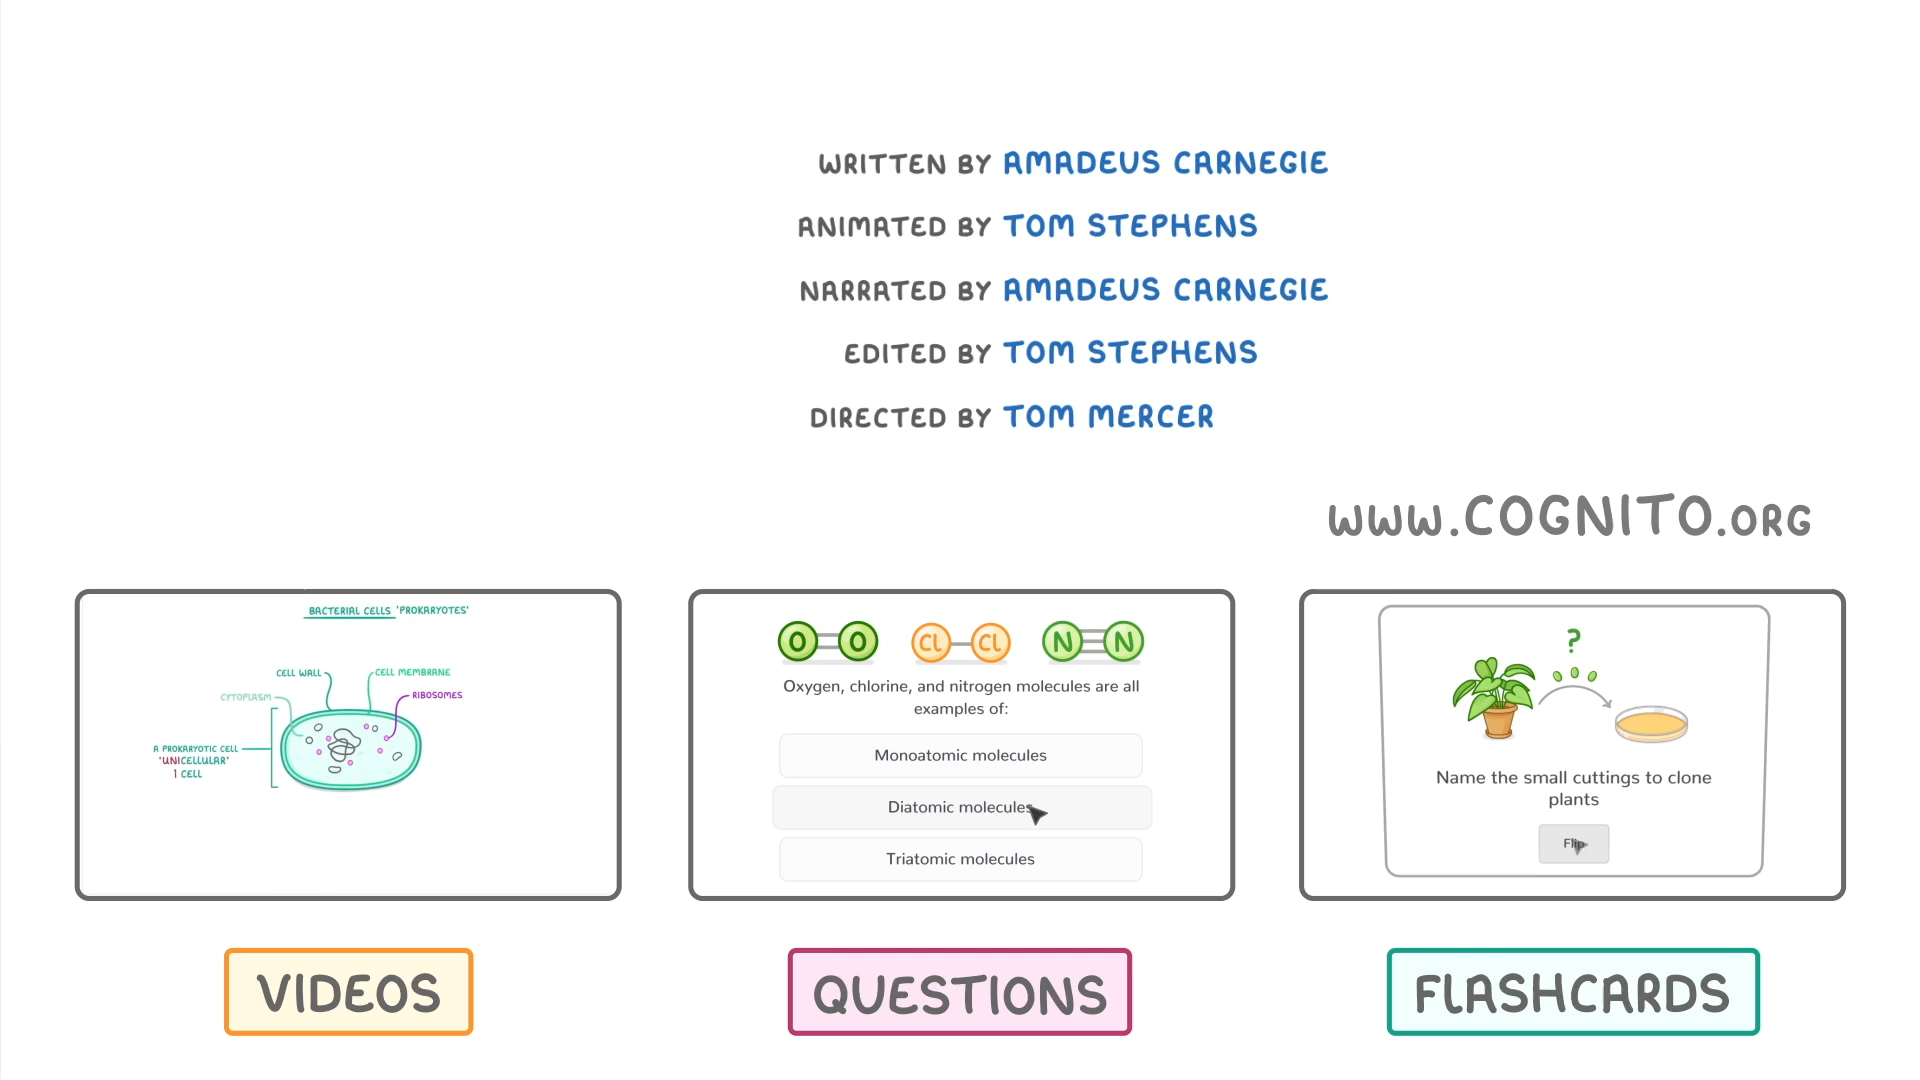 WRITTEN BY AMADEUS CARNEGIE
ANIMATED BY TOM STEPHENS
NARRATED BY AMADEUS CARNEGIE
EDITED BY TOM STEPHENS
DIRECTED BY TOM MERCER
WWW.COGNITO.ORG
BACTERIAL CELLS 'PROKARYOTES'
CELL WALL
CELL MEMBRANE
CYTOPLASM
RIBOSOMES
A PROKARYOTIC CELL
'UNICELLULAR'
1 CELL
O O Cl Cl N N
Oxygen, chlorine, and nitrogen molecules are all
examples of:
Monoatomic molecules
Diatomic molecules
Triatomic molecules
?
Name the small cuttings to clone
plants
Flip
VIDEOS
QUESTIONS
FLASHCARDS